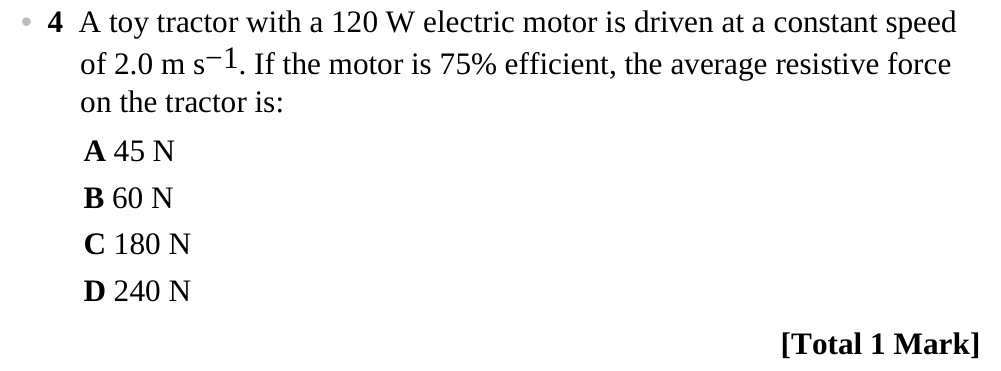 • 4 A toy tractor with a 120 W electric motor is driven at a constant speed
of 2.0 m s⁻¹. If the motor is 75% efficient, the average resistive force
on the tractor is:
A 45 N
B 60 N
C 180 N
D 240 N
[Total 1 Mark]